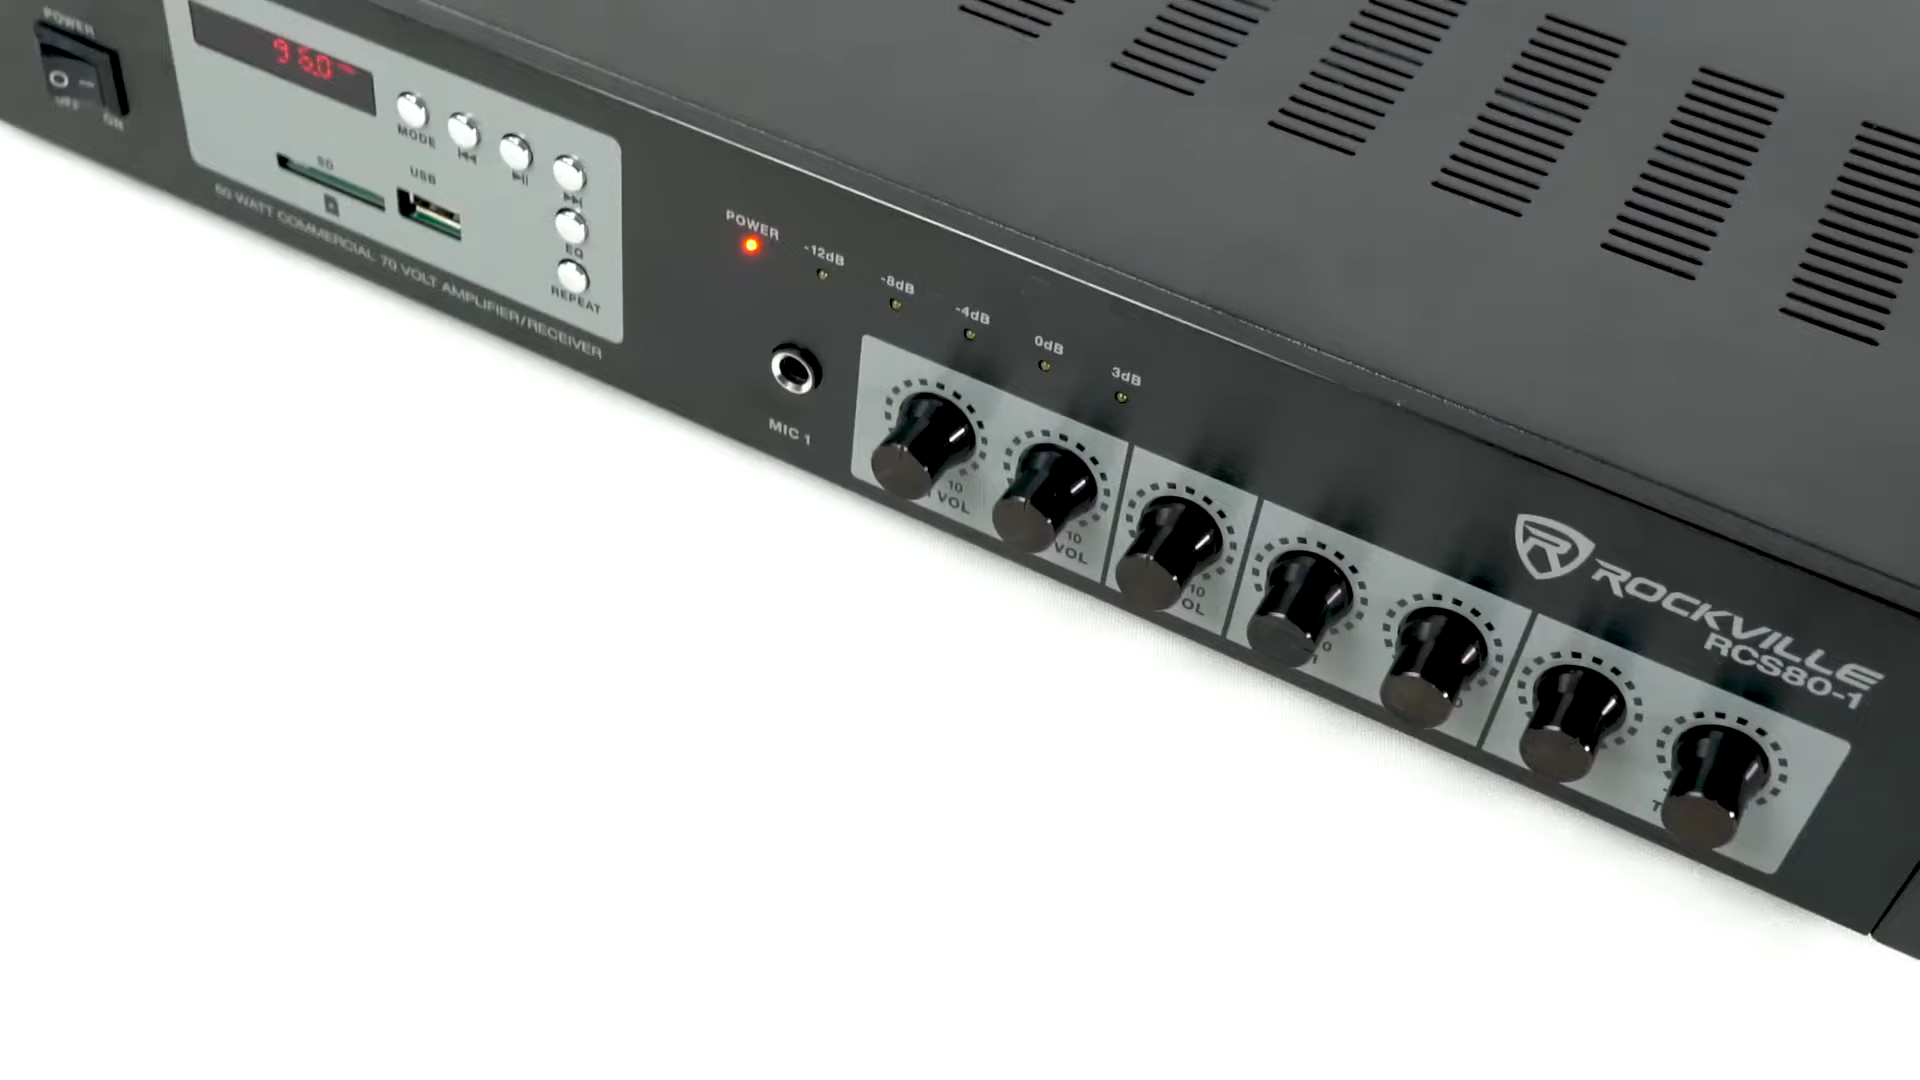 POWER
OFF
ON
96.0
MODE
SD
USB
EQ
REPEAT
60 WATT COMMERCIAL 70 VOLT AMPLIFIER/RECEIVER
POWER
-12dB
-8dB
-4dB
0dB
3dB
MIC 1
10
VOL
10
VOL
10
ROCKVILLE
RCS80-1